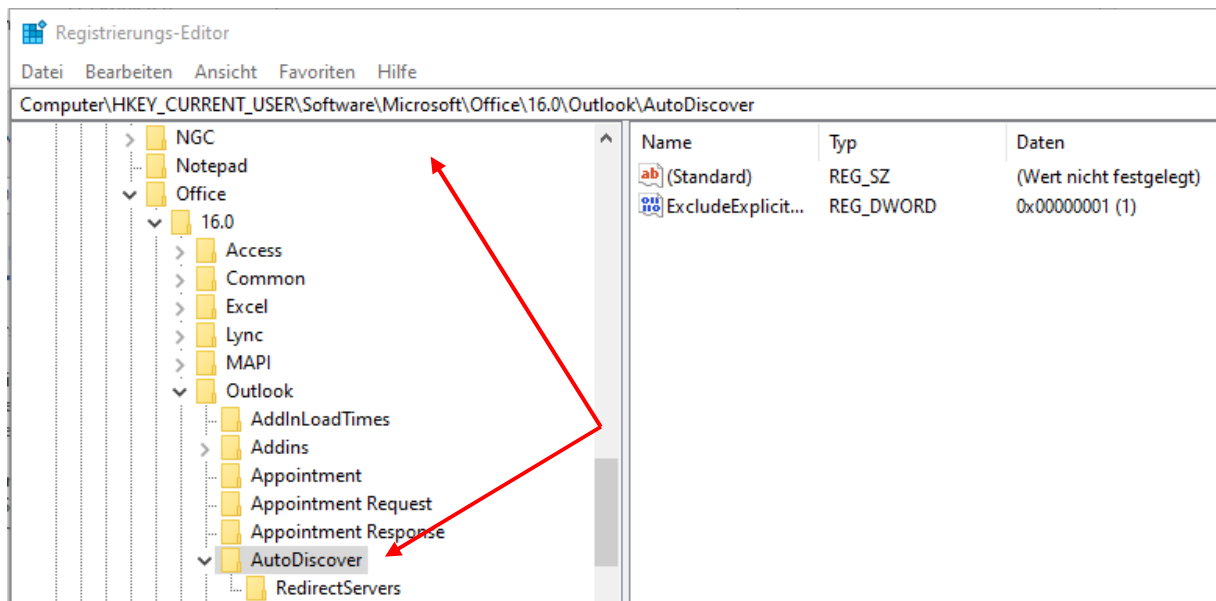 Registrierungs-Editor
Datei Bearbeiten Ansicht Favoriten Hilfe
Computer\HKEY_CURRENT_USER\Software\Microsoft\Office\16.0\Outlook\AutoDiscover
NGC
Notepad
Office
16.0
Access
Common
Excel
Lync
MAPI
Outlook
AddInLoadTimes
Addins
Appointment
Appointment Request
Appointment Response
AutoDiscover
RedirectServers
Name Typ Daten
(Standard) REG_SZ (Wert nicht festgelegt)
ExcludeExplicit... REG_DWORD 0x00000001 (1)